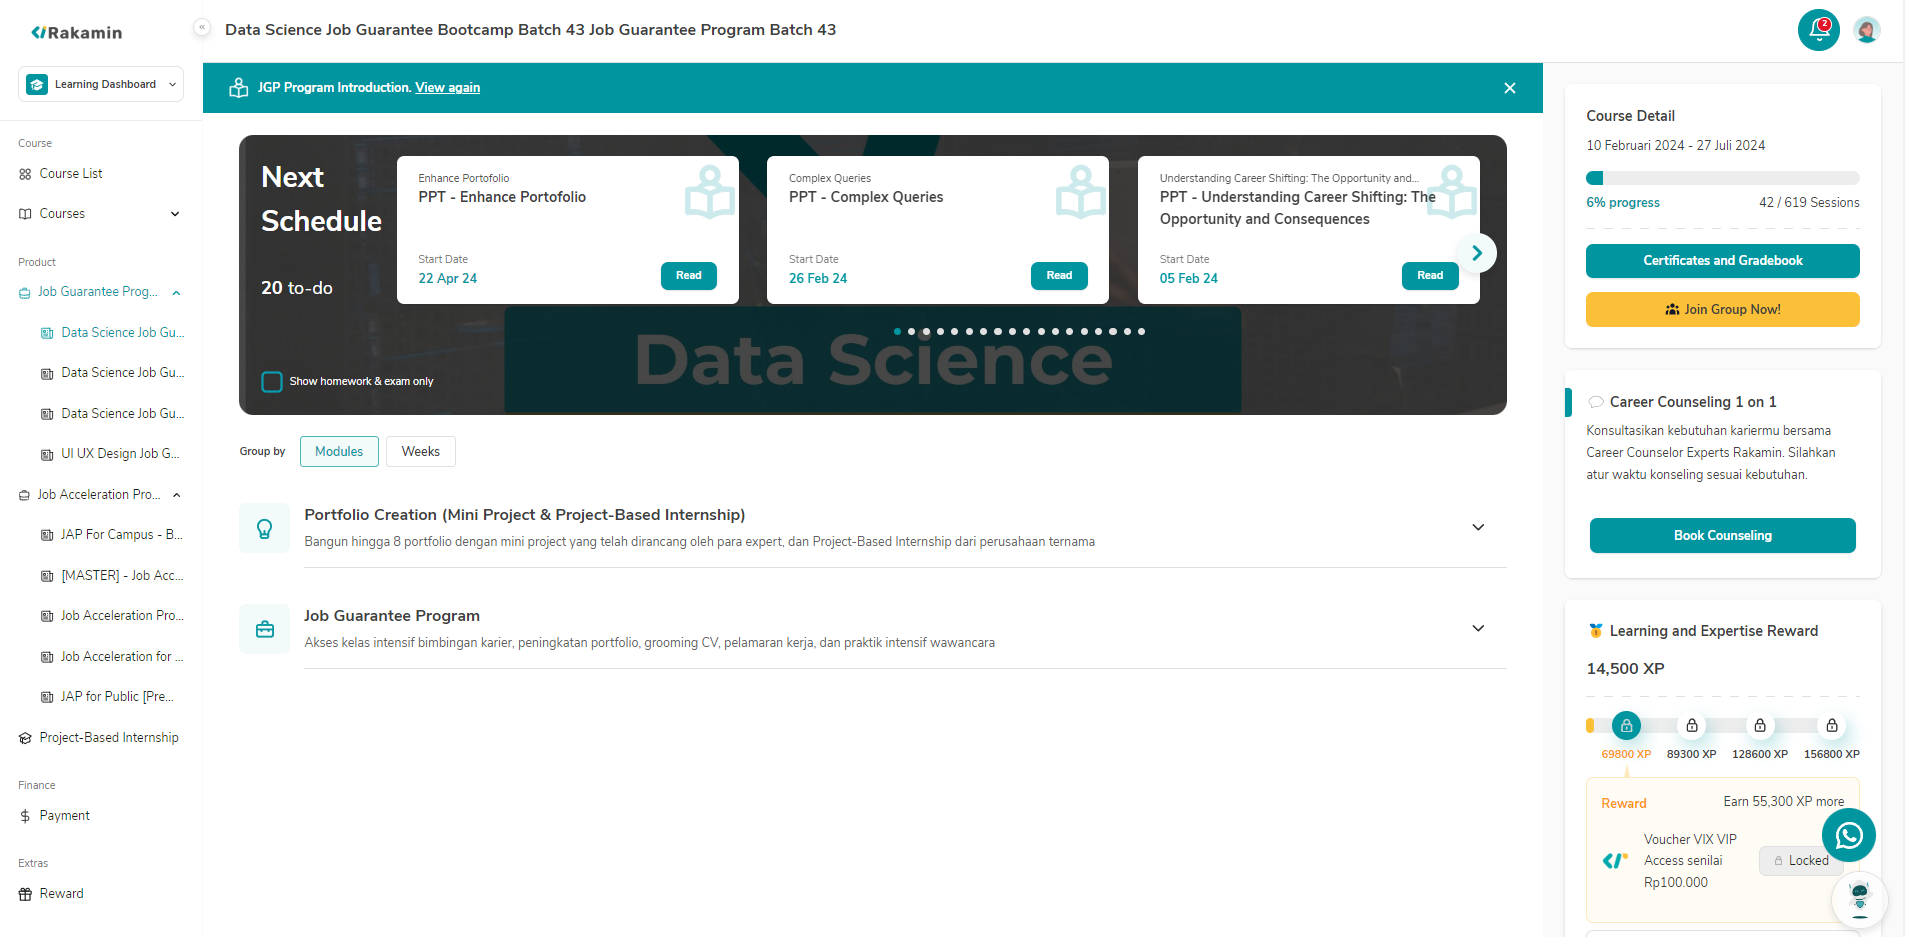 Rakamin
Learning Dashboard
Course
Course List
Courses
Product
Job Guarantee Prog...
Data Science Job Gu...
Data Science Job Gu...
Data Science Job Gu...
UI UX Design Job G...
Job Acceleration Pro...
JAP For Campus - B...
[MASTER] - Job Acc...
Job Acceleration Pro...
Job Acceleration for ...
JAP for Public [Pre...
Project-Based Internship
Finance
Payment
Extras
Reward
Data Science Job Guarantee Bootcamp Batch 43 Job Guarantee Program Batch 43
2
JGP Program Introduction. View again
Next
Schedule
20 to-do
Show homework & exam only
Enhance Portofolio
PPT - Enhance Portofolio
Start Date
22 Apr 24
Read
Complex Queries
PPT - Complex Queries
Start Date
26 Feb 24
Read
Understanding Career Shifting: The Opportunity and...
PPT - Understanding Career Shifting: The
Opportunity and Consequences
Start Date
05 Feb 24
Read
Data Science
Group by
Modules
Weeks
Portfolio Creation (Mini Project & Project-Based Internship)
Bangun hingga 8 portfolio dengan mini project yang telah dirancang oleh para expert, dan Project-Based Internship dari perusahaan ternama
Job Guarantee Program
Akses kelas intensif bimbingan karier, peningkatan portfolio, grooming CV, pelamaran kerja, dan praktik intensif wawancara
Course Detail
10 Februari 2024 - 27 Juli 2024
6% progress
42 / 619 Sessions
Certificates and Gradebook
Join Group Now!
Career Counseling 1 on 1
Konsultasikan kebutuhan kariermu bersama
Career Counselor Experts Rakamin. Silahkan
atur waktu konseling sesuai kebutuhan.
Book Counseling
Learning and Expertise Reward
14,500 XP
69800 XP
89300 XP
128600 XP
156800 XP
Reward
Earn 55,300 XP more
Voucher VIX VIP
Access senilai
Rp100.000
Locked